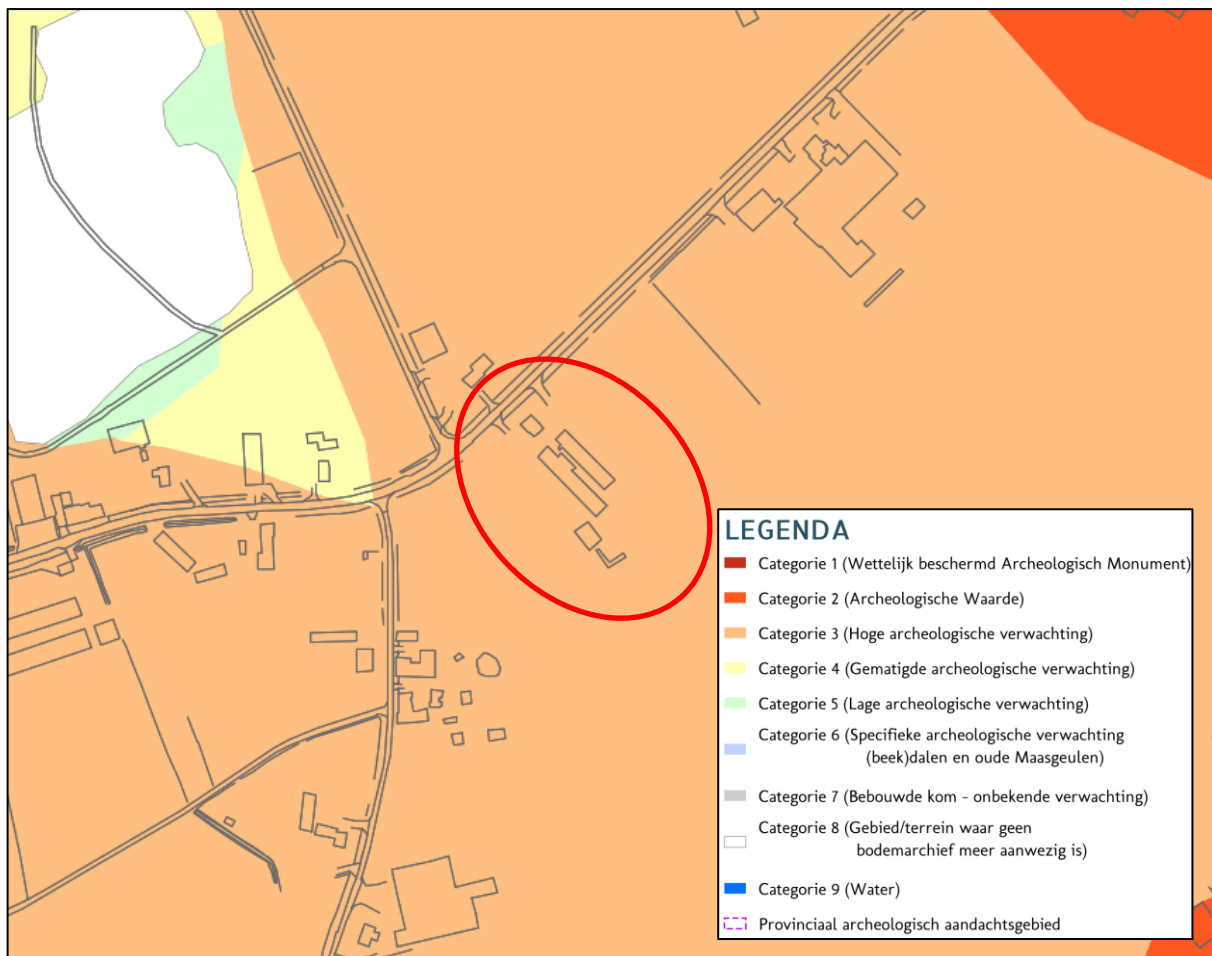 LEGENDA
Categorie 1 (Wettelijk beschermd Archeologisch Monument)
Categorie 2 (Archeologische Waarde)
Categorie 3 (Hoge archeologische verwachting)
Categorie 4 (Gematigde archeologische verwachting)
Categorie 5 (Lage archeologische verwachting)
Categorie 6 (Specifieke archeologische verwachting
(beek)dalen en oude Maasgeulen)
Categorie 7 (Bebouwde kom - onbekende verwachting)
Categorie 8 (Gebied/terrein waar geen
bodemarchief meer aanwezig is)
Categorie 9 (Water)
Provinciaal archeologisch aandachtsgebied